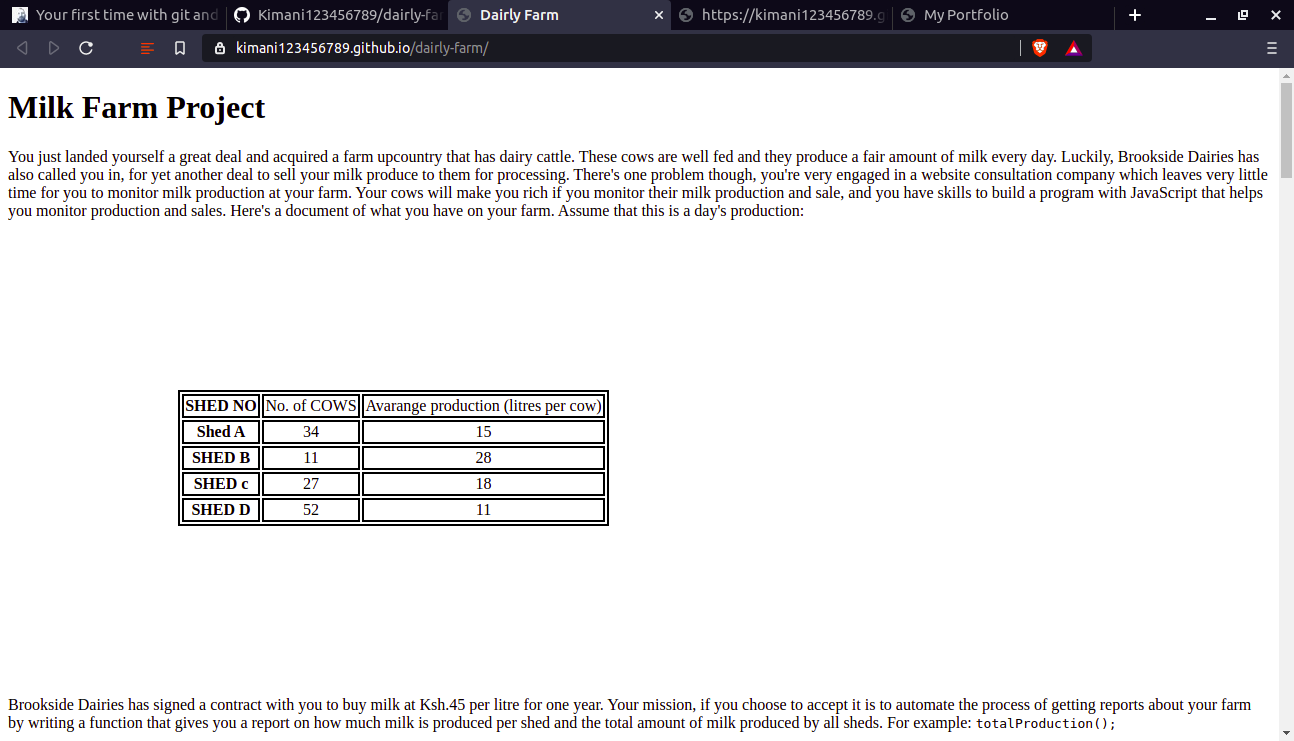 Your first time with git and
Kimani123456789/dairly-far
Dairly Farm
https://kimani123456789.g
My Portfolio
kimani123456789.github.io/dairly-farm/
Milk Farm Project
You just landed yourself a great deal and acquired a farm upcountry that has dairy cattle. These cows are well fed and they produce a fair amount of milk every day. Luckily, Brookside Dairies has
also called you in, for yet another deal to sell your milk produce to them for processing. There's one problem though, you're very engaged in a website consultation company which leaves very little
time for you to monitor milk production at your farm. Your cows will make you rich if you monitor their milk production and sale, and you have skills to build a program with JavaScript that helps
you monitor production and sales. Here's a document of what you have on your farm. Assume that this is a day's production:
SHED NO No. of COWS Avarange production (litres per cow)
Shed A 34 15
SHED B 11 28
SHED c 27 18
SHED D 52 11
Brookside Dairies has signed a contract with you to buy milk at Ksh.45 per litre for one year. Your mission, if you choose to accept it is to automate the process of getting reports about your farm
by writing a function that gives you a report on how much milk is produced per shed and the total amount of milk produced by all sheds. For example: totalProduction();